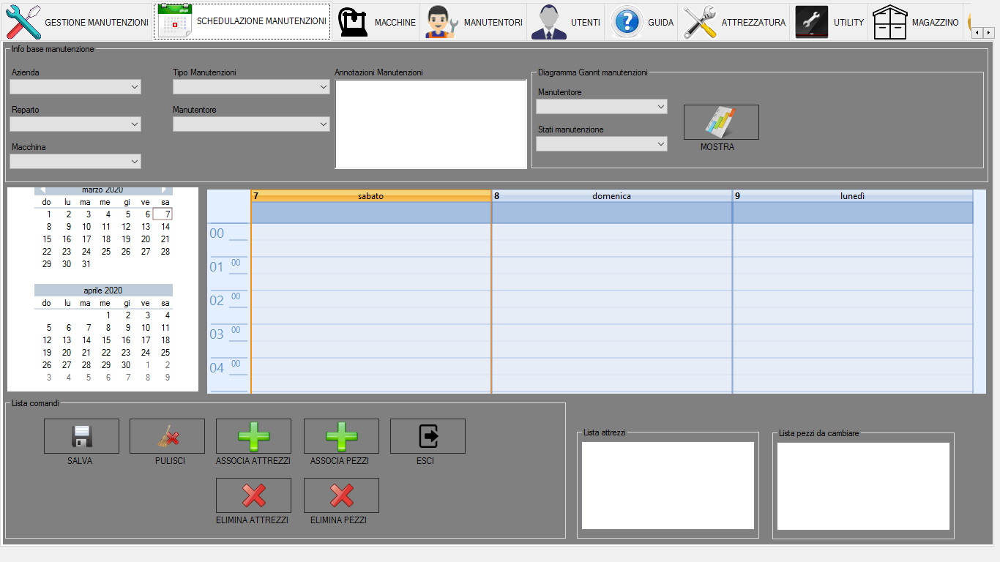 GESTIONE MANUTENZIONI SCHEDULAZIONE MANUTENZIONI MACCHINE MANUTENTORI UTENTI GUIDA ATTREZZATURA UTILITY MAGAZZINO
Info base manutenzione
Azienda Tipo Manutenzioni Annotazioni Manutenzioni Diagramma Gannt manutenzioni
Manutentore
Reparto Manutentore
Stati manutenzione
Macchina MOSTRA
marzo 2020
do lu ma me gi ve sa
1 2 3 4 5 6 7
8 9 10 11 12 13 14
15 16 17 18 19 20 21
22 23 24 25 26 27 28
29 30 31
aprile 2020
do lu ma me gi ve sa
1 2 3 4
5 6 7 8 9 10 11
12 13 14 15 16 17 18
19 20 21 22 23 24 25
26 27 28 29 30 1 2
3 4 5 6 7 8 9
7 sabato 8 domenica 9 lunedì
00
01 00
02 00
03 00
04 00
Lista comandi
SALVA PULISCI ASSOCIA ATTREZZI ASSOCIA PEZZI ESCI
ELIMINA ATTREZZI ELIMINA PEZZI
Lista attrezzi Lista pezzi da cambiare